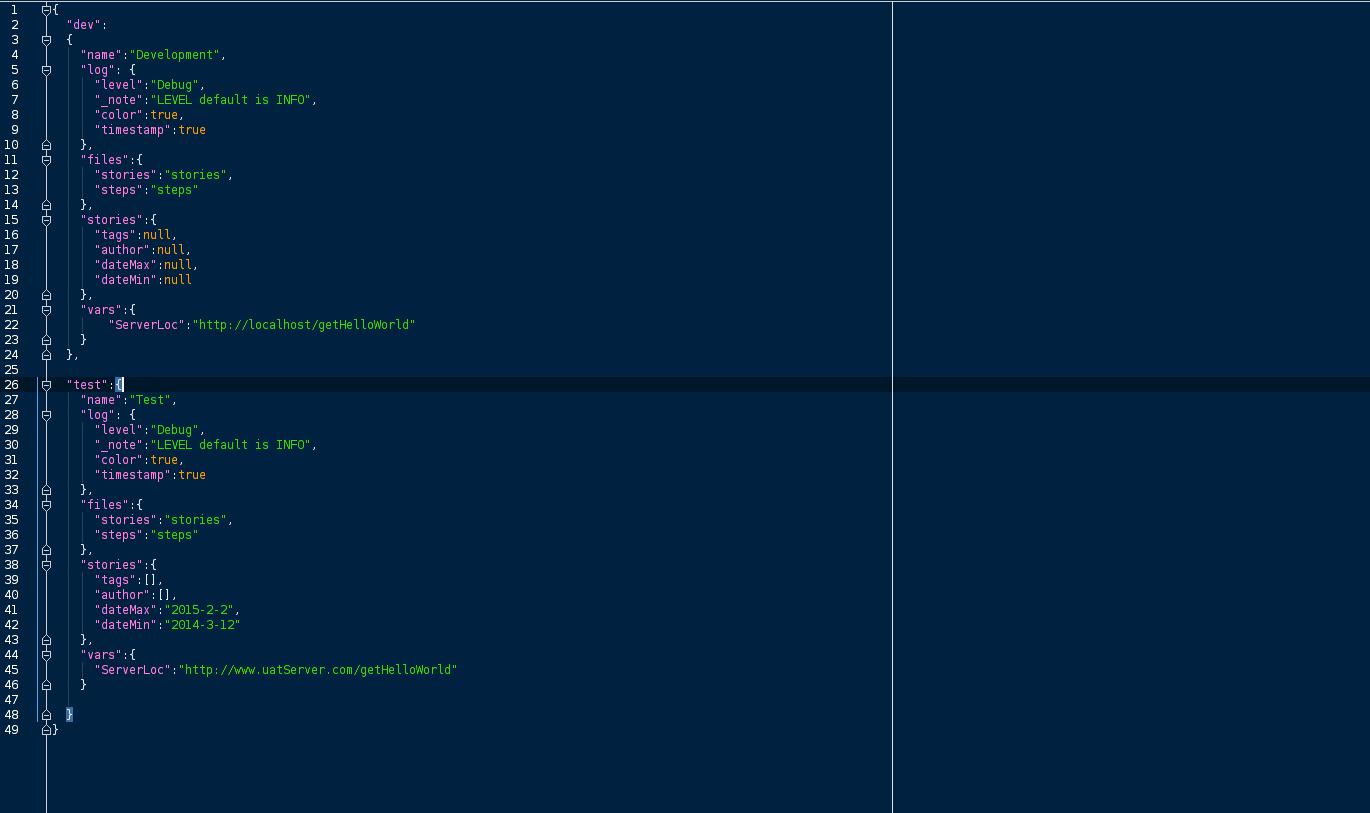 1 {
2   "dev":
3   {
4     "name":"Development",
5     "log": {
6       "level":"Debug",
7       "_note":"LEVEL default is INFO",
8       "color":true,
9       "timestamp":true
10     },
11     "files":{
12       "stories":"stories",
13       "steps":"steps"
14     },
15     "stories":{
16       "tags":null,
17       "author":null,
18       "dateMax":null,
19       "dateMin":null
20     },
21     "vars":{
22         "ServerLoc":"http://localhost/getHelloWorld"
23     }
24   },
25
26   "test":{
27     "name":"Test",
28     "log": {
29       "level":"Debug",
30       "_note":"LEVEL default is INFO",
31       "color":true,
32       "timestamp":true
33     },
34     "files":{
35       "stories":"stories",
36       "steps":"steps"
37     },
38     "stories":{
39       "tags":[],
40       "author":[],
41       "dateMax":"2015-2-2",
42       "dateMin":"2014-3-12"
43     },
44     "vars":{
45       "ServerLoc":"http://www.uatServer.com/getHelloWorld"
46     }
47
48   }
49 }